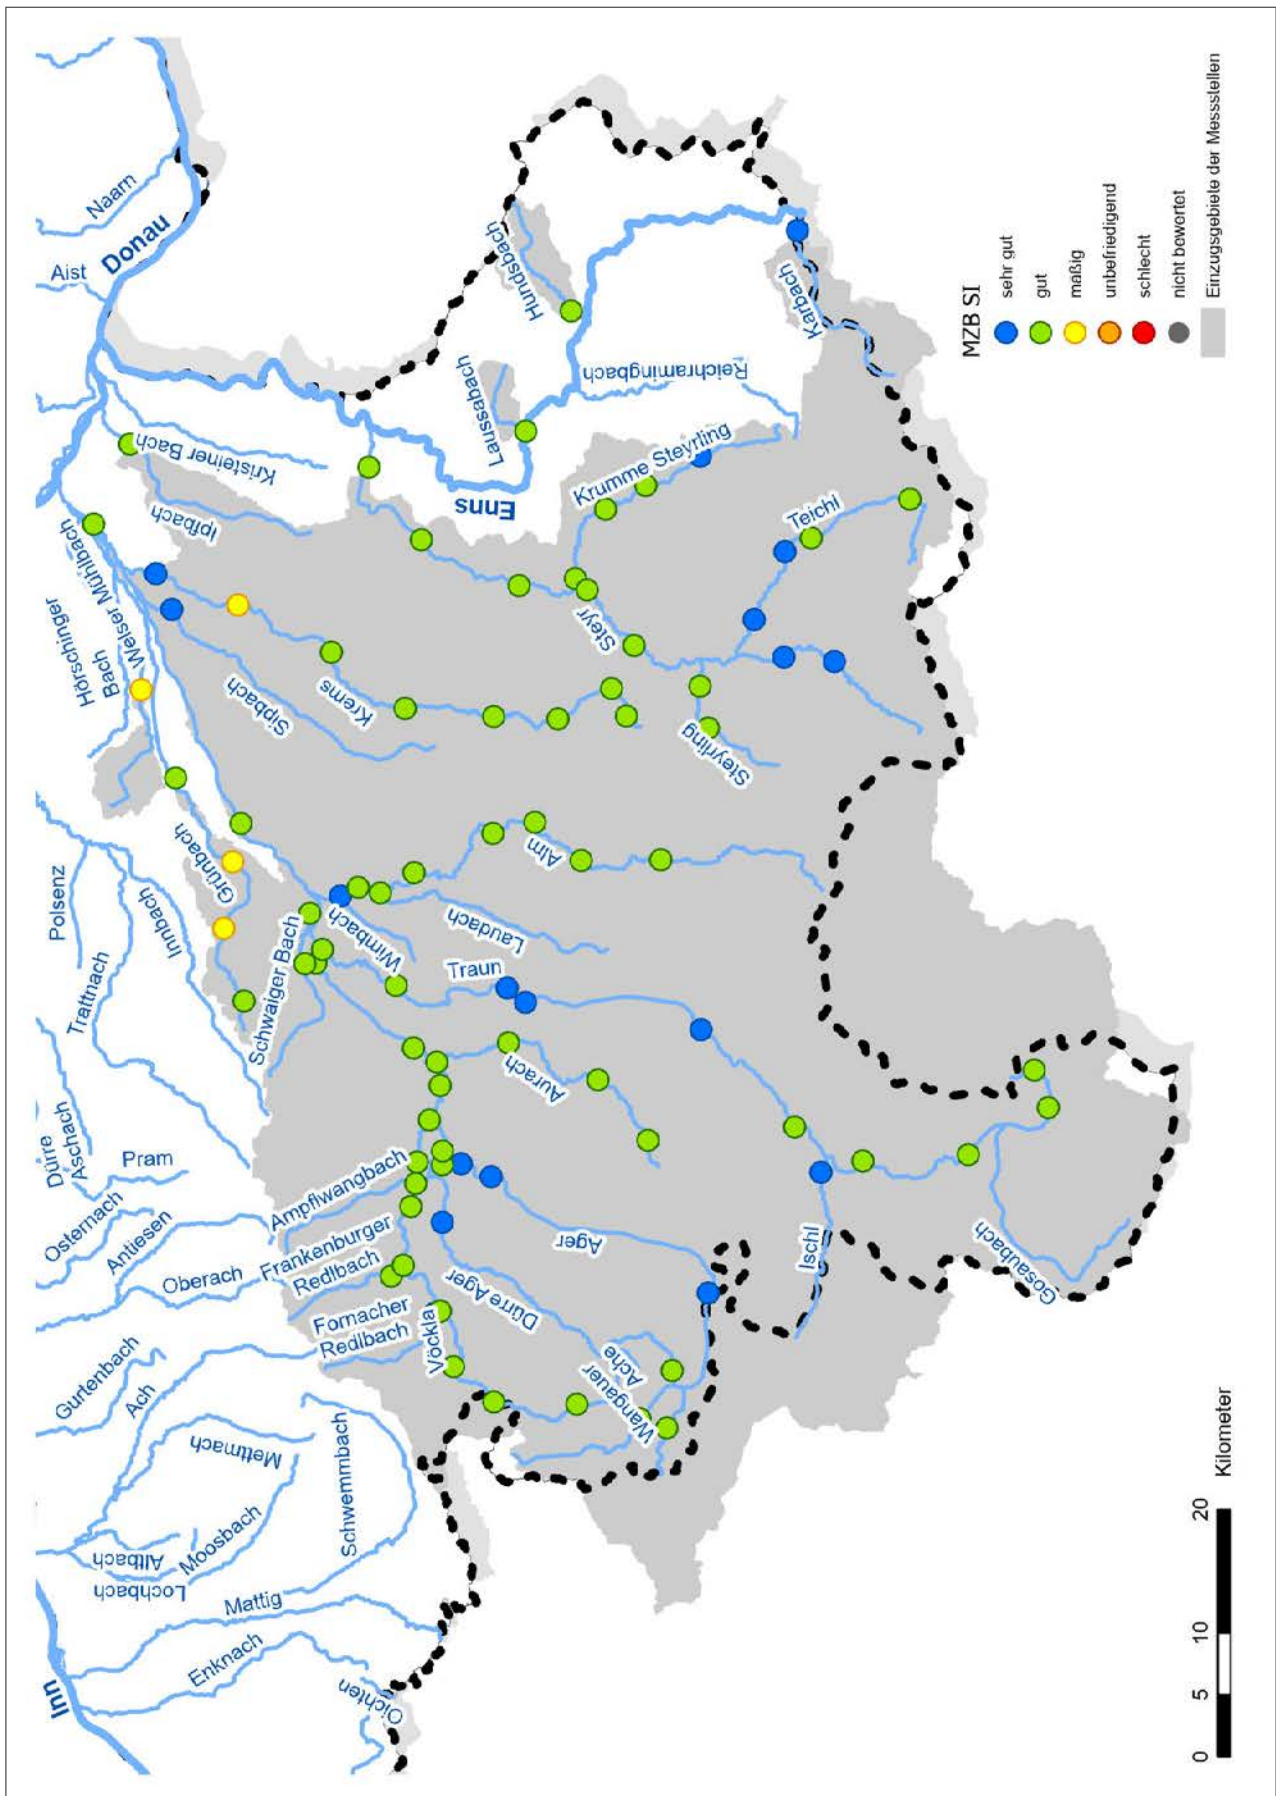 Inn
Enknach
Oichten
Mattig
Lochbach
Altbach
Moosbach
Schwemmbach
Mettmach
Ach
Gurtenbach
Oberach
Antiesen
Osternach
Pram
Dürre
Aschach
Trattnach
Innbach
Polsenz
Grünbach
Hörschinger
Bach
Welser Mühlbach
Aist
Naarn
Donau
Ipfbach
Kristeiner Bach
Sipbach
Krems
Enns
Laussabach
Hundsbach
Reichramingbach
Karbach
Krumme Steyrling
Teichl
Steyr
Steyrling
Alm
Laudach
Wimbach
Schwaiger Bach
Traun
Aurach
Ampflwangbach
Frankenburger
Redlbach
Fornacher
Redlbach
Vöckla
Dürre Ager
Ager
Wangauer
Ache
Ischl
Gosaubach
MZB SI
sehr gut
gut
mäßig
unbefriedigend
schlecht
nicht bewertet
Einzugsgebiete der Messstellen
0 5 10 20
Kilometer